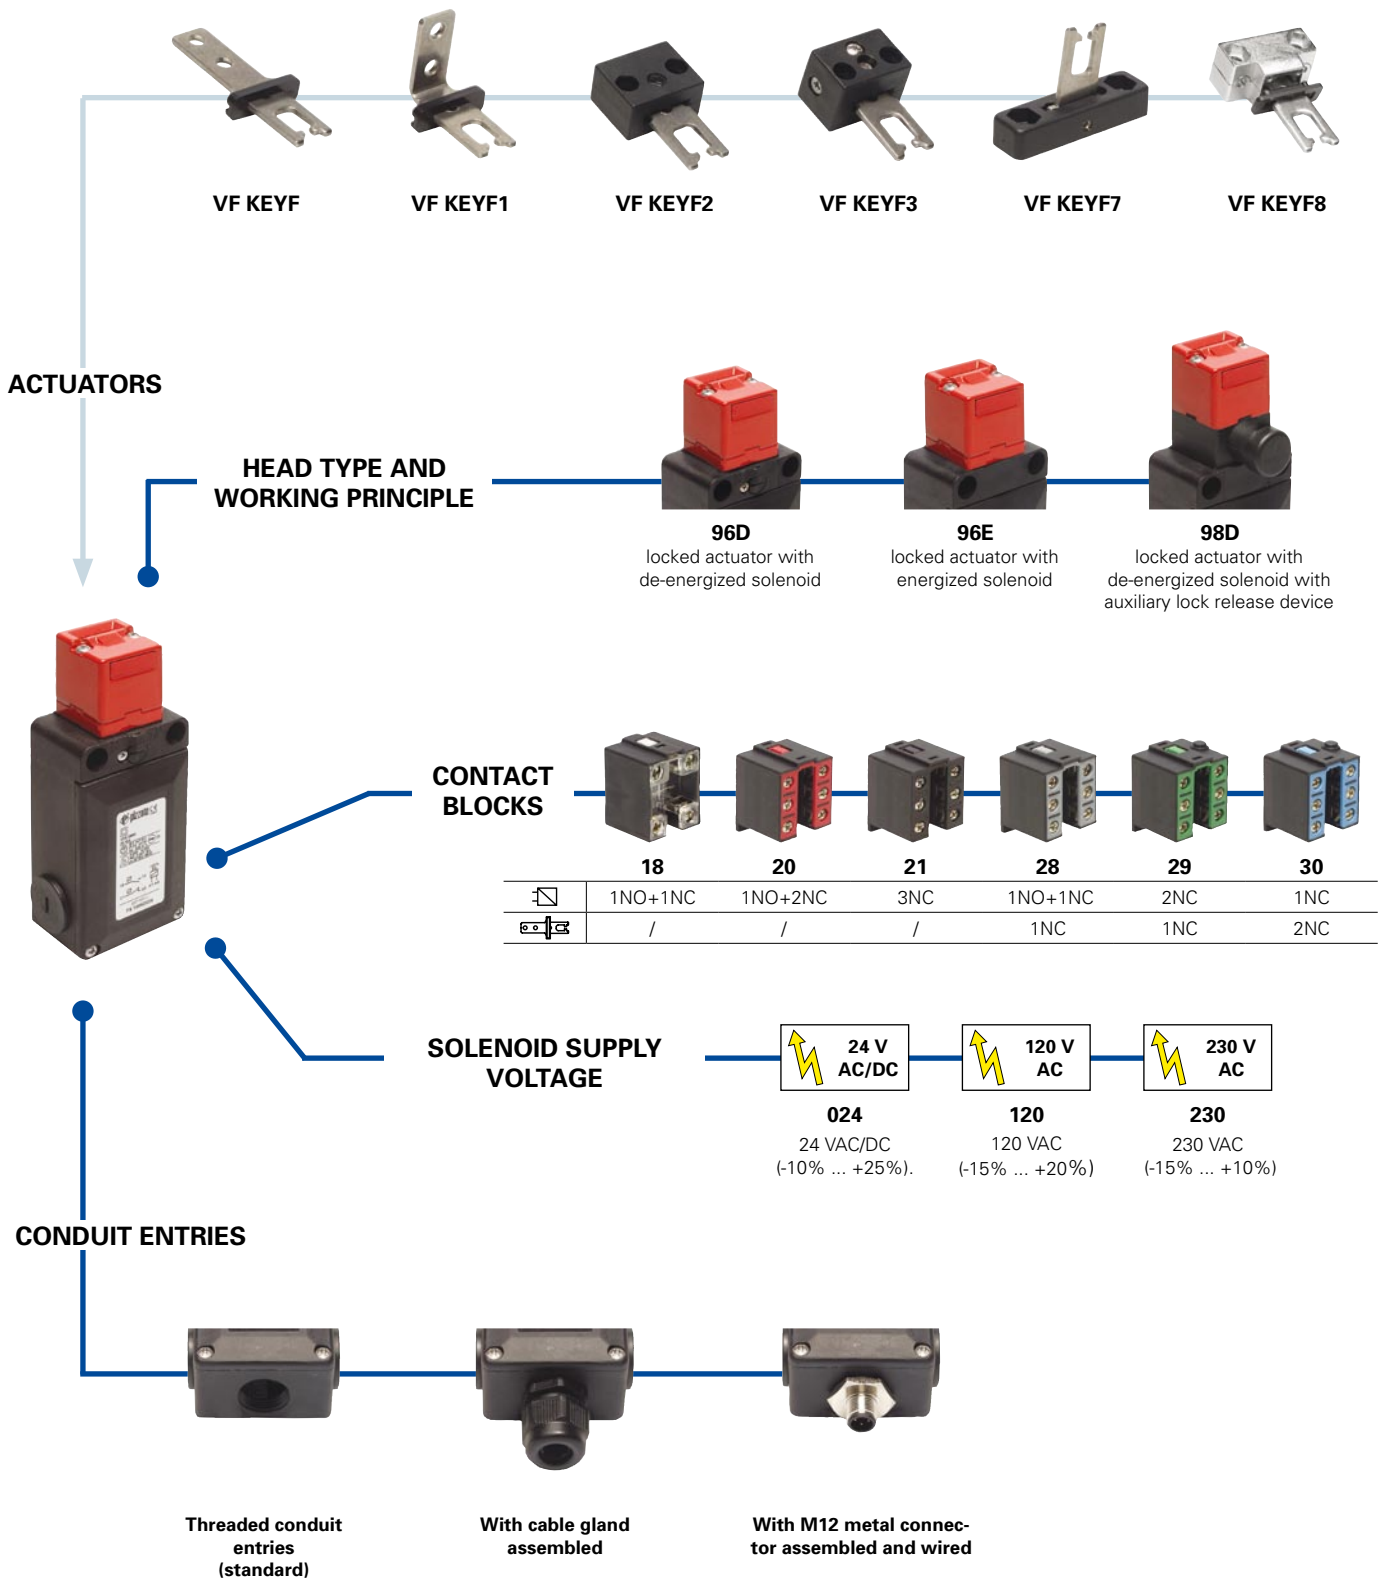 VF KEYF
VF KEYF1
VF KEYF2
VF KEYF3
VF KEYF7
VF KEYF8
ACTUATORS
HEAD TYPE AND
WORKING PRINCIPLE
96D
locked actuator with
de-energized solenoid
96E
locked actuator with
energized solenoid
98D
locked actuator with
de-energized solenoid with
auxiliary lock release device
CONTACT
BLOCKS
18 20 21 28 29 30
1NO+1NC 1NO+2NC 3NC 1NO+1NC 2NC 1NC
/ / / 1NC 1NC 2NC
SOLENOID SUPPLY
VOLTAGE
24 V
AC/DC
120 V
AC
230 V
AC
024
24 VAC/DC
(-10% ... +25%).
120
120 VAC
(-15% ... +20%)
230
230 VAC
(-15% ... +10%)
CONDUIT ENTRIES
Threaded conduit
entries
(standard)
With cable gland
assembled
With M12 metal connec-
tor assembled and wired